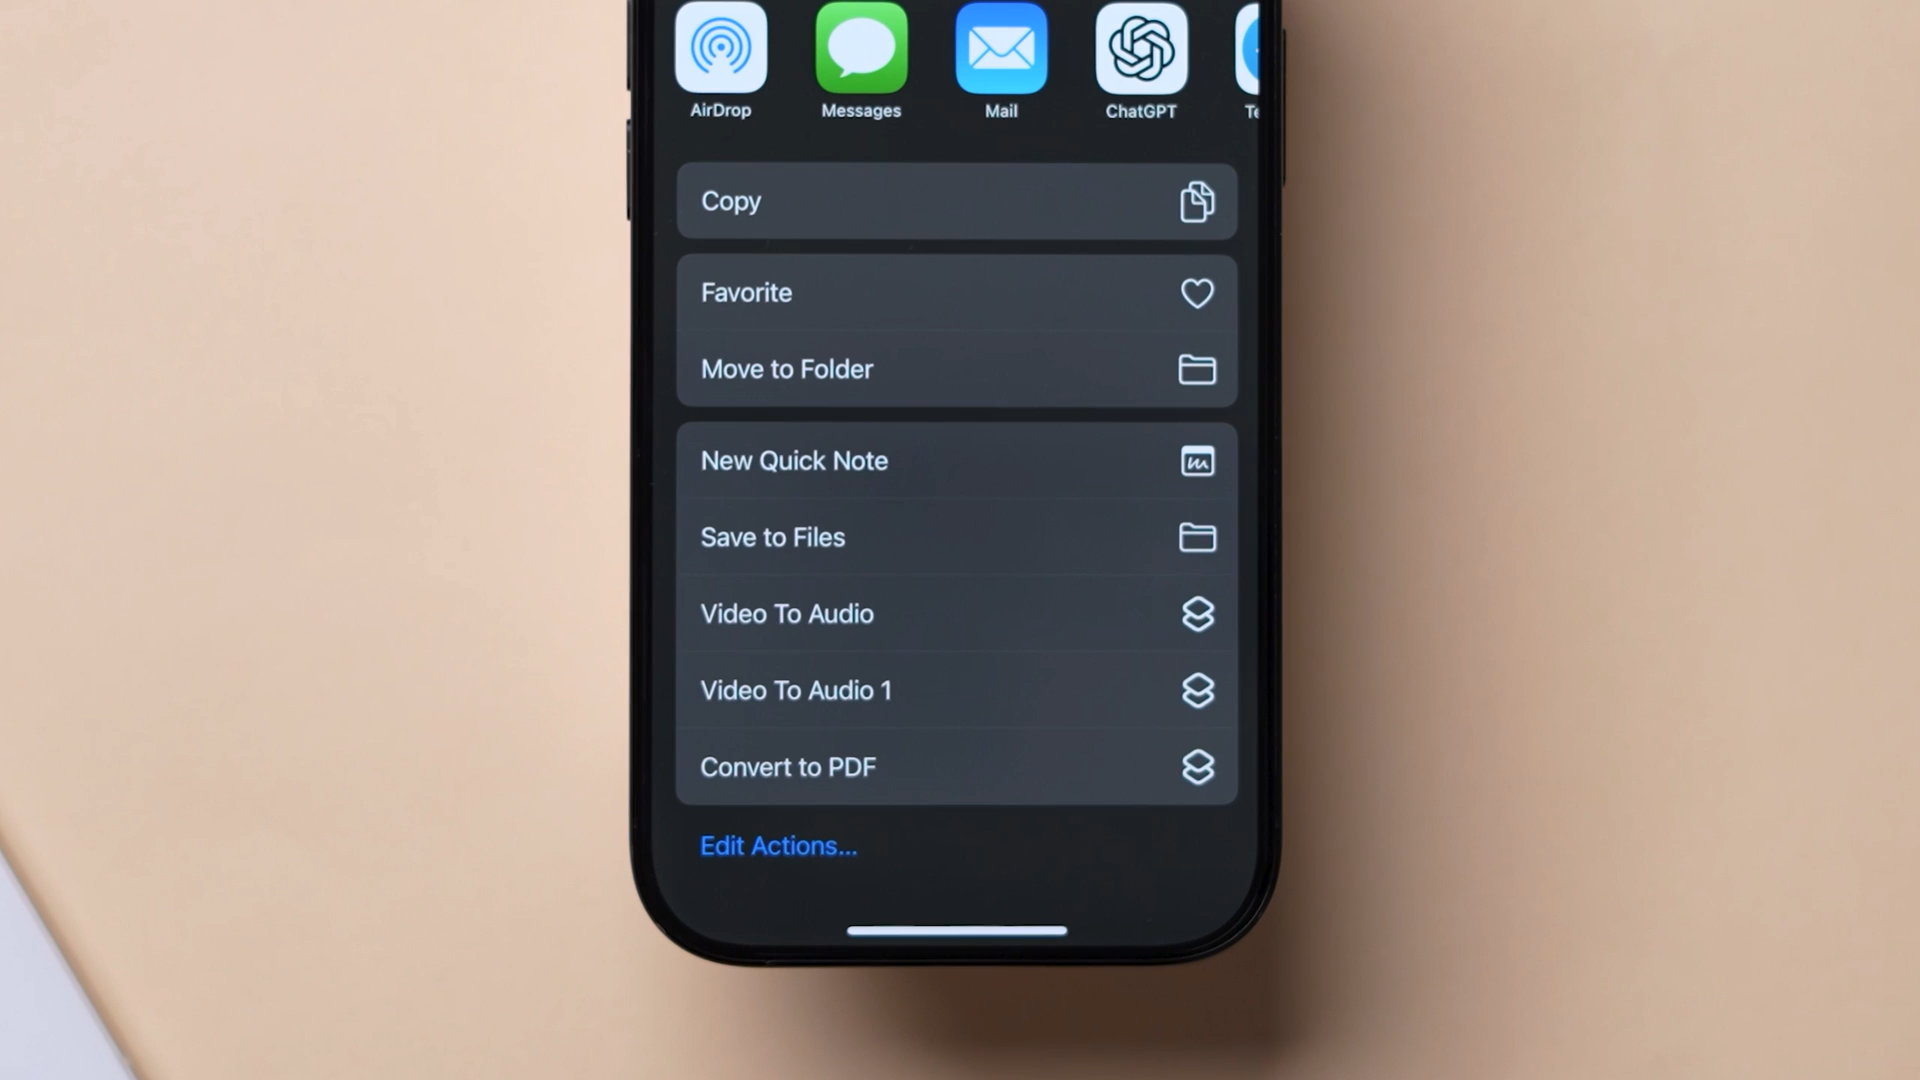 AirDrop
Messages
Mail
ChatGPT
Copy
Favorite
Move to Folder
New Quick Note
Save to Files
Video To Audio
Video To Audio 1
Convert to PDF
Edit Actions...